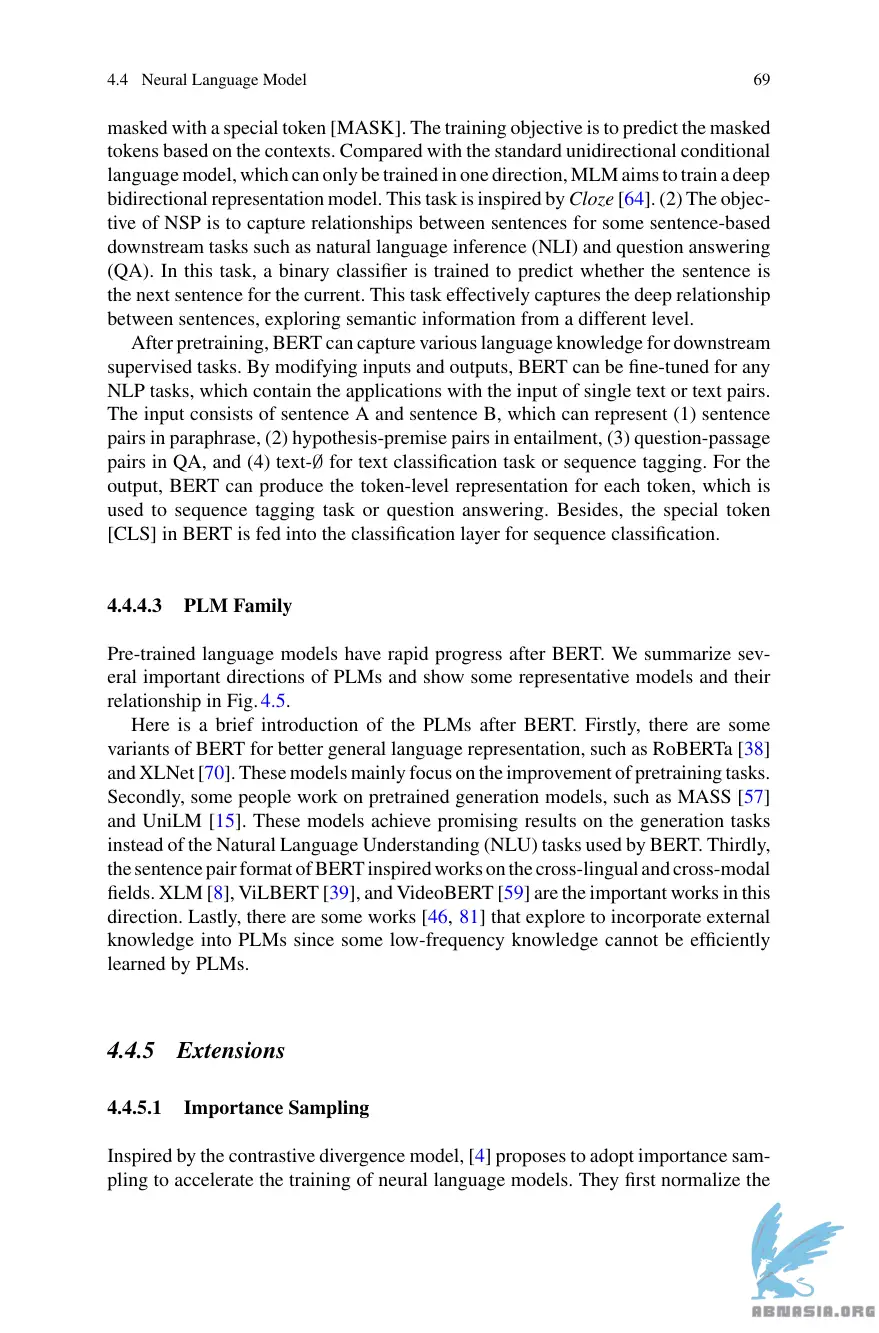 4.4 Neural Language Model 69
masked with a special token [MASK]. The training objective is to predict the masked
tokens based on the contexts. Compared with the standard unidirectional conditional
language model, which can only be trained in one direction, MLM aims to train a deep
bidirectional representation model. This task is inspired by Cloze [64]. (2) The objec-
tive of NSP is to capture relationships between sentences for some sentence-based
downstream tasks such as natural language inference (NLI) and question answering
(QA). In this task, a binary classifier is trained to predict whether the sentence is
the next sentence for the current. This task effectively captures the deep relationship
between sentences, exploring semantic information from a different level.
After pretraining, BERT can capture various language knowledge for downstream
supervised tasks. By modifying inputs and outputs, BERT can be fine-tuned for any
NLP tasks, which contain the applications with the input of single text or text pairs.
The input consists of sentence A and sentence B, which can represent (1) sentence
pairs in paraphrase, (2) hypothesis-premise pairs in entailment, (3) question-passage
pairs in QA, and (4) text-∅ for text classification task or sequence tagging. For the
output, BERT can produce the token-level representation for each token, which is
used to sequence tagging task or question answering. Besides, the special token
[CLS] in BERT is fed into the classification layer for sequence classification.
4.4.4.3 PLM Family
Pre-trained language models have rapid progress after BERT. We summarize sev-
eral important directions of PLMs and show some representative models and their
relationship in Fig. 4.5.
Here is a brief introduction of the PLMs after BERT. Firstly, there are some
variants of BERT for better general language representation, such as RoBERTa [38]
and XLNet [70]. These models mainly focus on the improvement of pretraining tasks.
Secondly, some people work on pretrained generation models, such as MASS [57]
and UniLM [15]. These models achieve promising results on the generation tasks
instead of the Natural Language Understanding (NLU) tasks used by BERT. Thirdly,
the sentence pair format of BERT inspired works on the cross-lingual and cross-modal
fields. XLM [8], ViLBERT [39], and VideoBERT [59] are the important works in this
direction. Lastly, there are some works [46, 81] that explore to incorporate external
knowledge into PLMs since some low-frequency knowledge cannot be efficiently
learned by PLMs.
4.4.5 Extensions
4.4.5.1 Importance Sampling
Inspired by the contrastive divergence model, [4] proposes to adopt importance sam-
pling to accelerate the training of neural language models. They first normalize the
ABNASIA.ORG